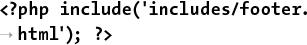 <?php include('includes/footer.
→html'); ?>